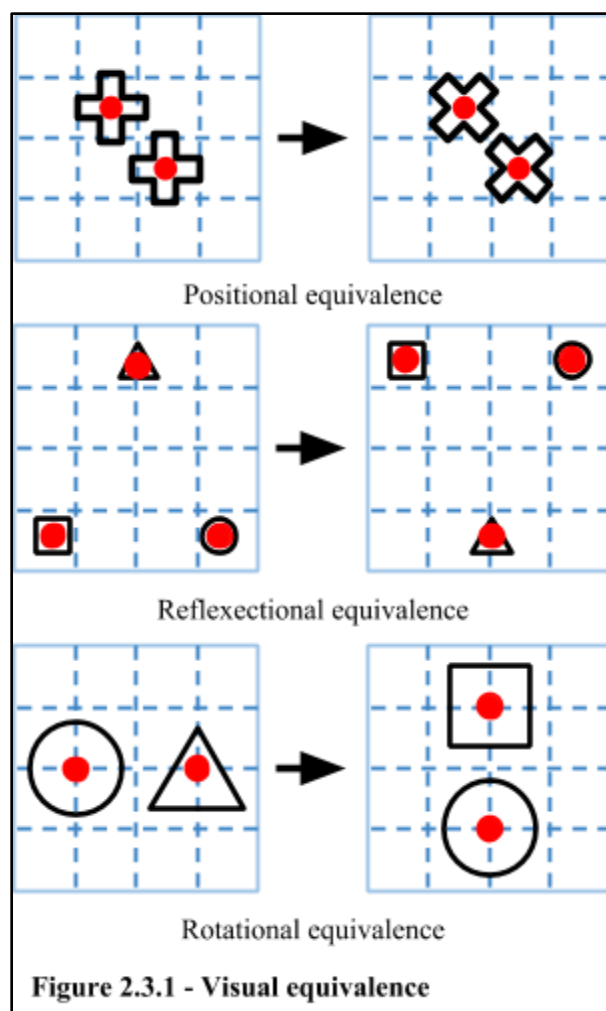 Positional equivalence
Reflexectional equivalence
Rotational equivalence
Figure 2.3.1 - Visual equivalence